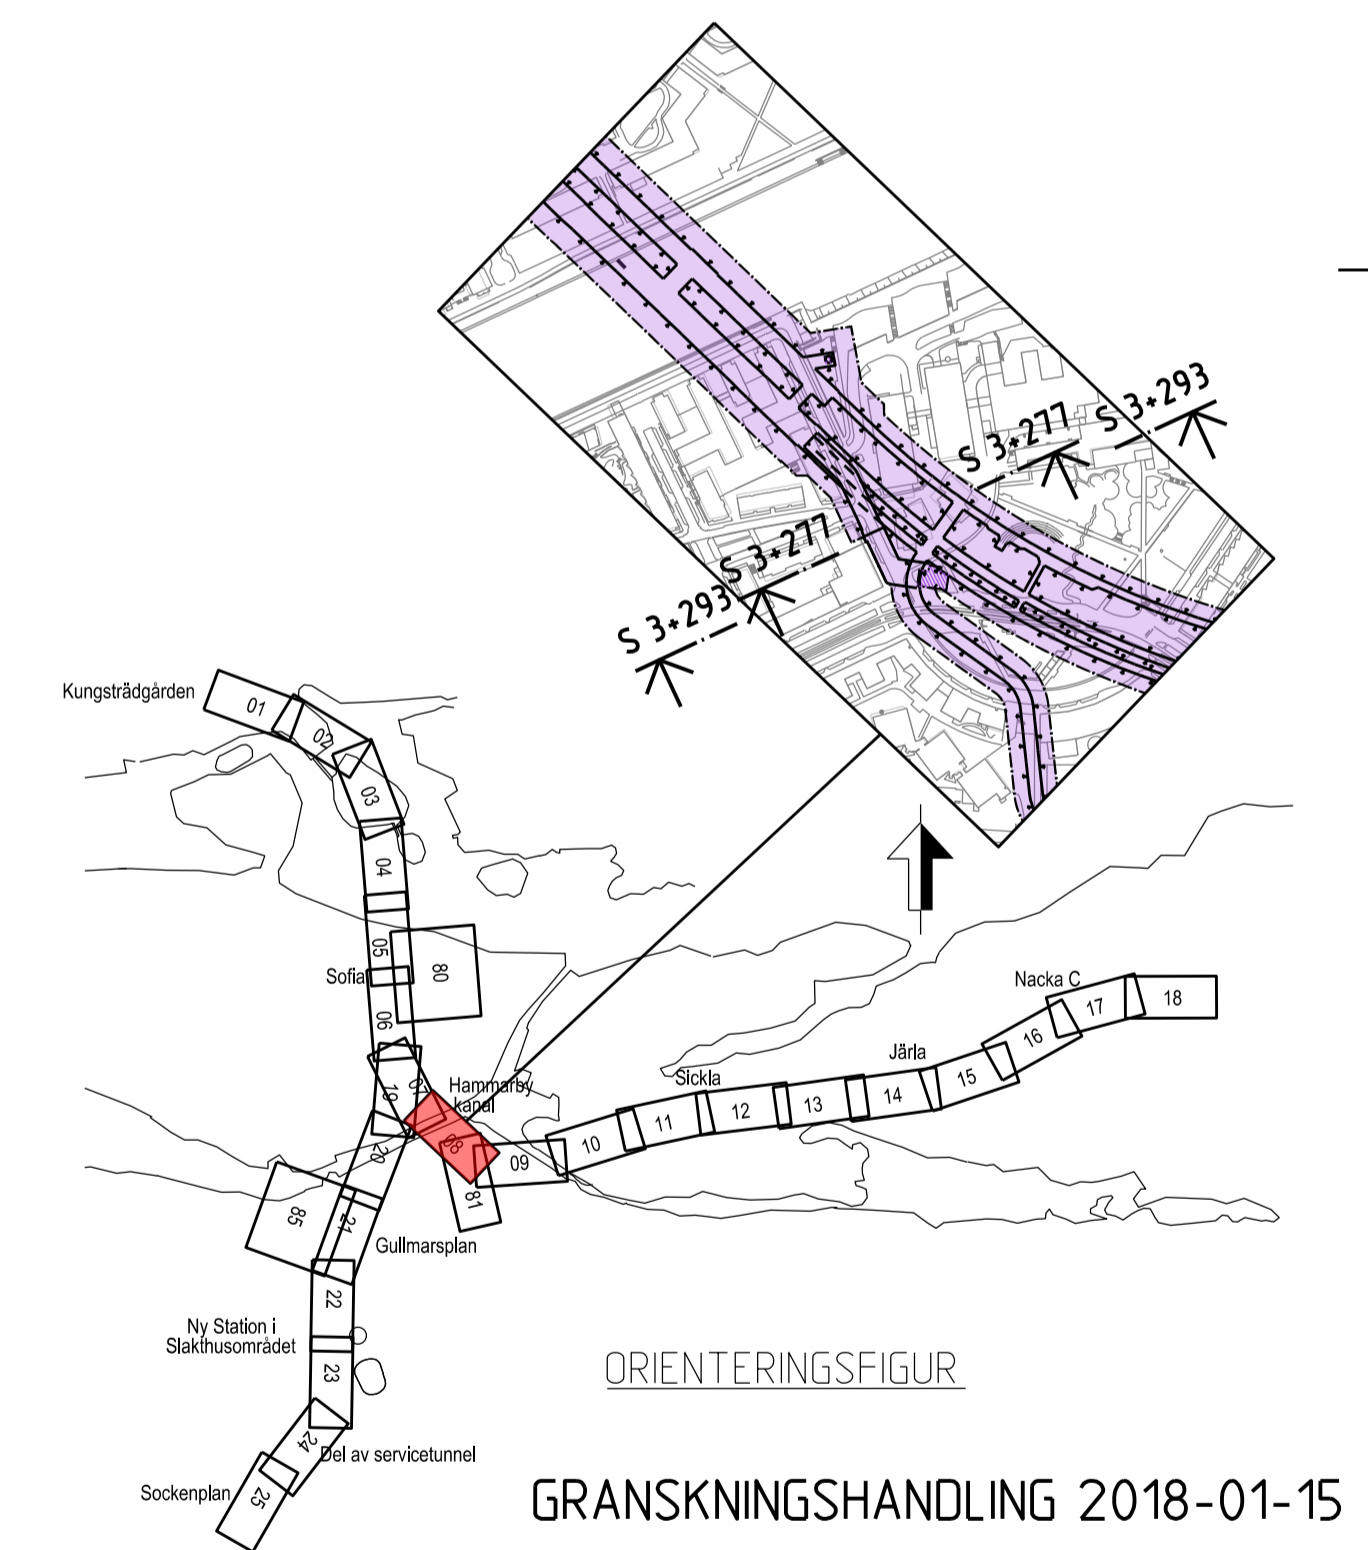 S 3+293
S 3+277
S 3+277
S 3+293
Kungsträdgården
01
02
03
04
05
80
Sofia
06
Nacka C
18
17
16
Järla
15
Sickla
14
13
12
11
10
07
19
Hammarby
kanal
08
09
20
81
85
21
Gullmarsplan
22
Ny Station i
Slakthusområdet
23
24
Del av servicetunnel
Sockenplan
25
ORIENTERINGSFIGUR
GRANSKNINGSHANDLING 2018-01-15